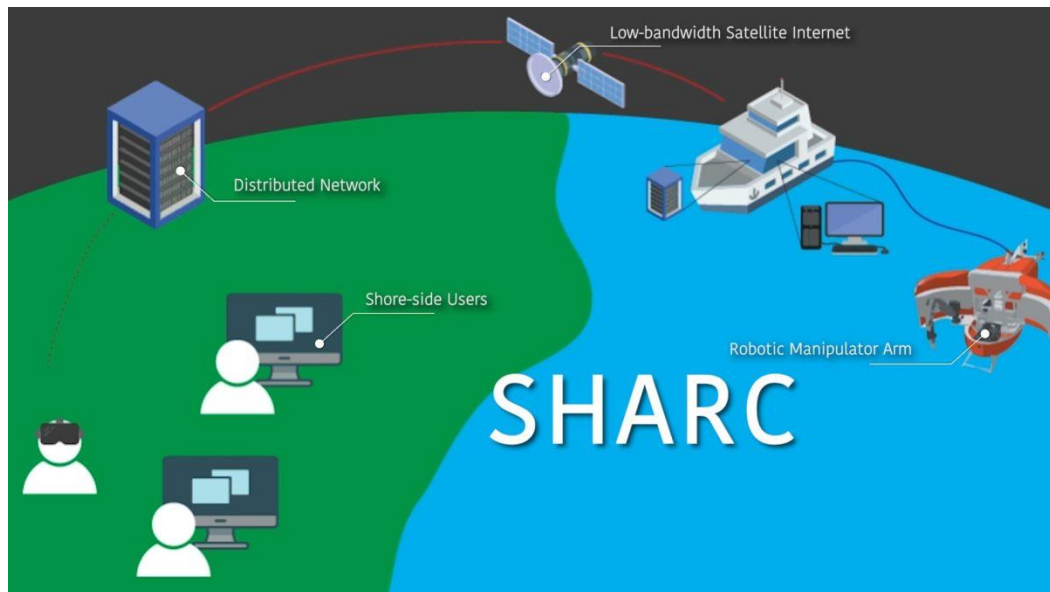 Low-bandwidth Satellite Internet
Distributed Network
Shore-side Users
Robotic Manipulator Arm
SHARC